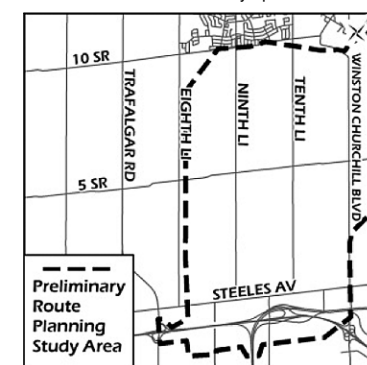 10 SR
TRAFALGAR RD
EIGHTH LI
NINTH LI
TENTH LI
WINSTON CHURCHILL BLVD
5 SR
STEELES AV
Preliminary
Route
Planning
Study Area